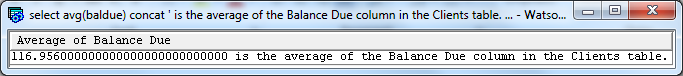 select avg(baldue) concat ' is the average of the Balance Due column in the Clients table. ... - Watso...
Average of Balance Due
116.956000000000000000000000000 is the average of the Balance Due column in the Clients table.